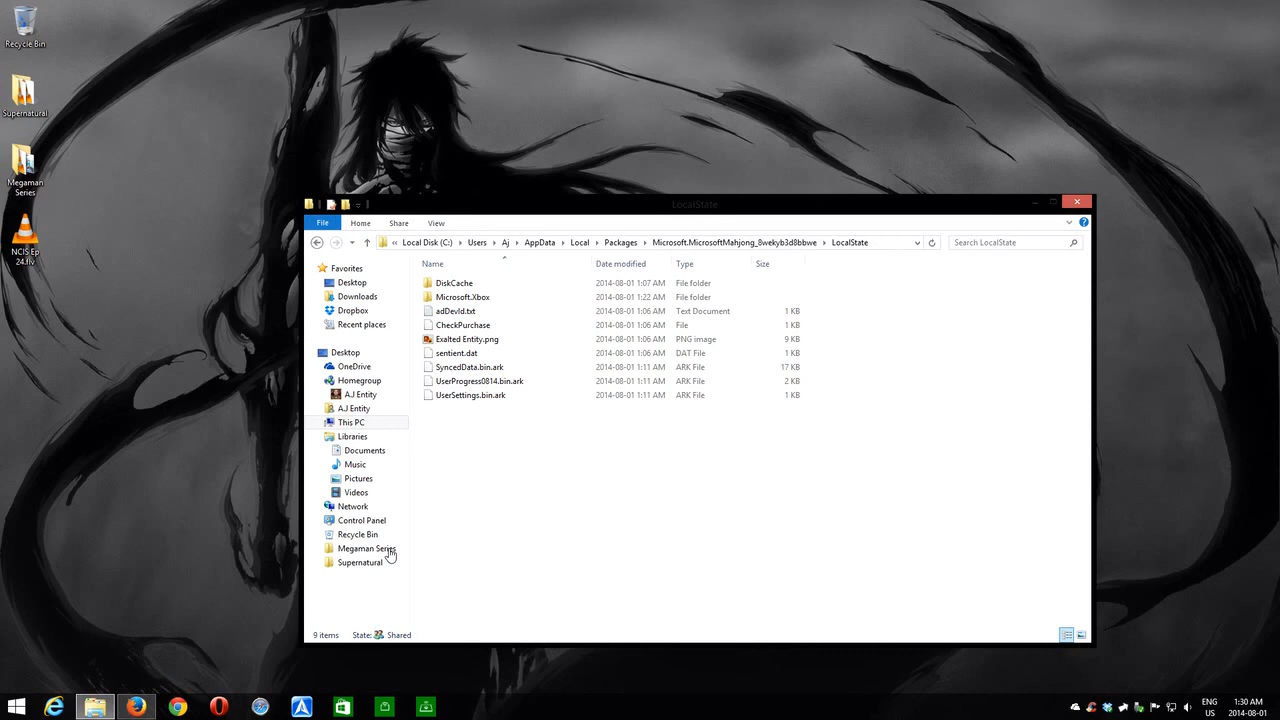 Recycle Bin
Supernatural
Megaman
Series
NCIS Ep
24.flv
LocalState
File Home Share View
« Local Disk (C:) Users Aj AppData Local Packages Microsoft.MicrosoftMahjong_8wekyb3d8bbwe LocalState
Search LocalState
Favorites
Desktop
Downloads
Dropbox
Recent places
Desktop
OneDrive
Homegroup
A.J Entity
A.J Entity
This PC
Libraries
Documents
Music
Pictures
Videos
Network
Control Panel
Recycle Bin
Megaman Series
Supernatural
Name Date modified Type Size
DiskCache 2014-08-01 1:07 AM File folder
Microsoft.Xbox 2014-08-01 1:22 AM File folder
adDevId.txt 2014-08-01 1:06 AM Text Document 1 KB
CheckPurchase 2014-08-01 1:06 AM File 1 KB
Exalted Entity.png 2014-08-01 1:06 AM PNG image 9 KB
sentient.dat 2014-08-01 1:06 AM DAT File 1 KB
SyncedData.bin.ark 2014-08-01 1:11 AM ARK File 17 KB
UserProgress0814.bin.ark 2014-08-01 1:11 AM ARK File 2 KB
UserSettings.bin.ark 2014-08-01 1:11 AM ARK File 1 KB
9 items State: Shared
ENG
US
1:30 AM
2014-08-01